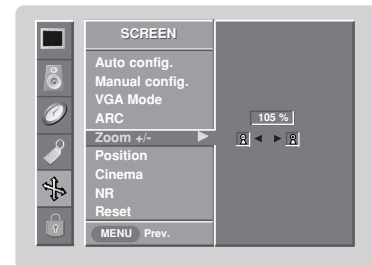 SCREEN
Auto config.
Manual config.
VGA Mode
ARC
105 %
Zoom +/-
Position
Cinema
NR
Reset
MENU Prev.